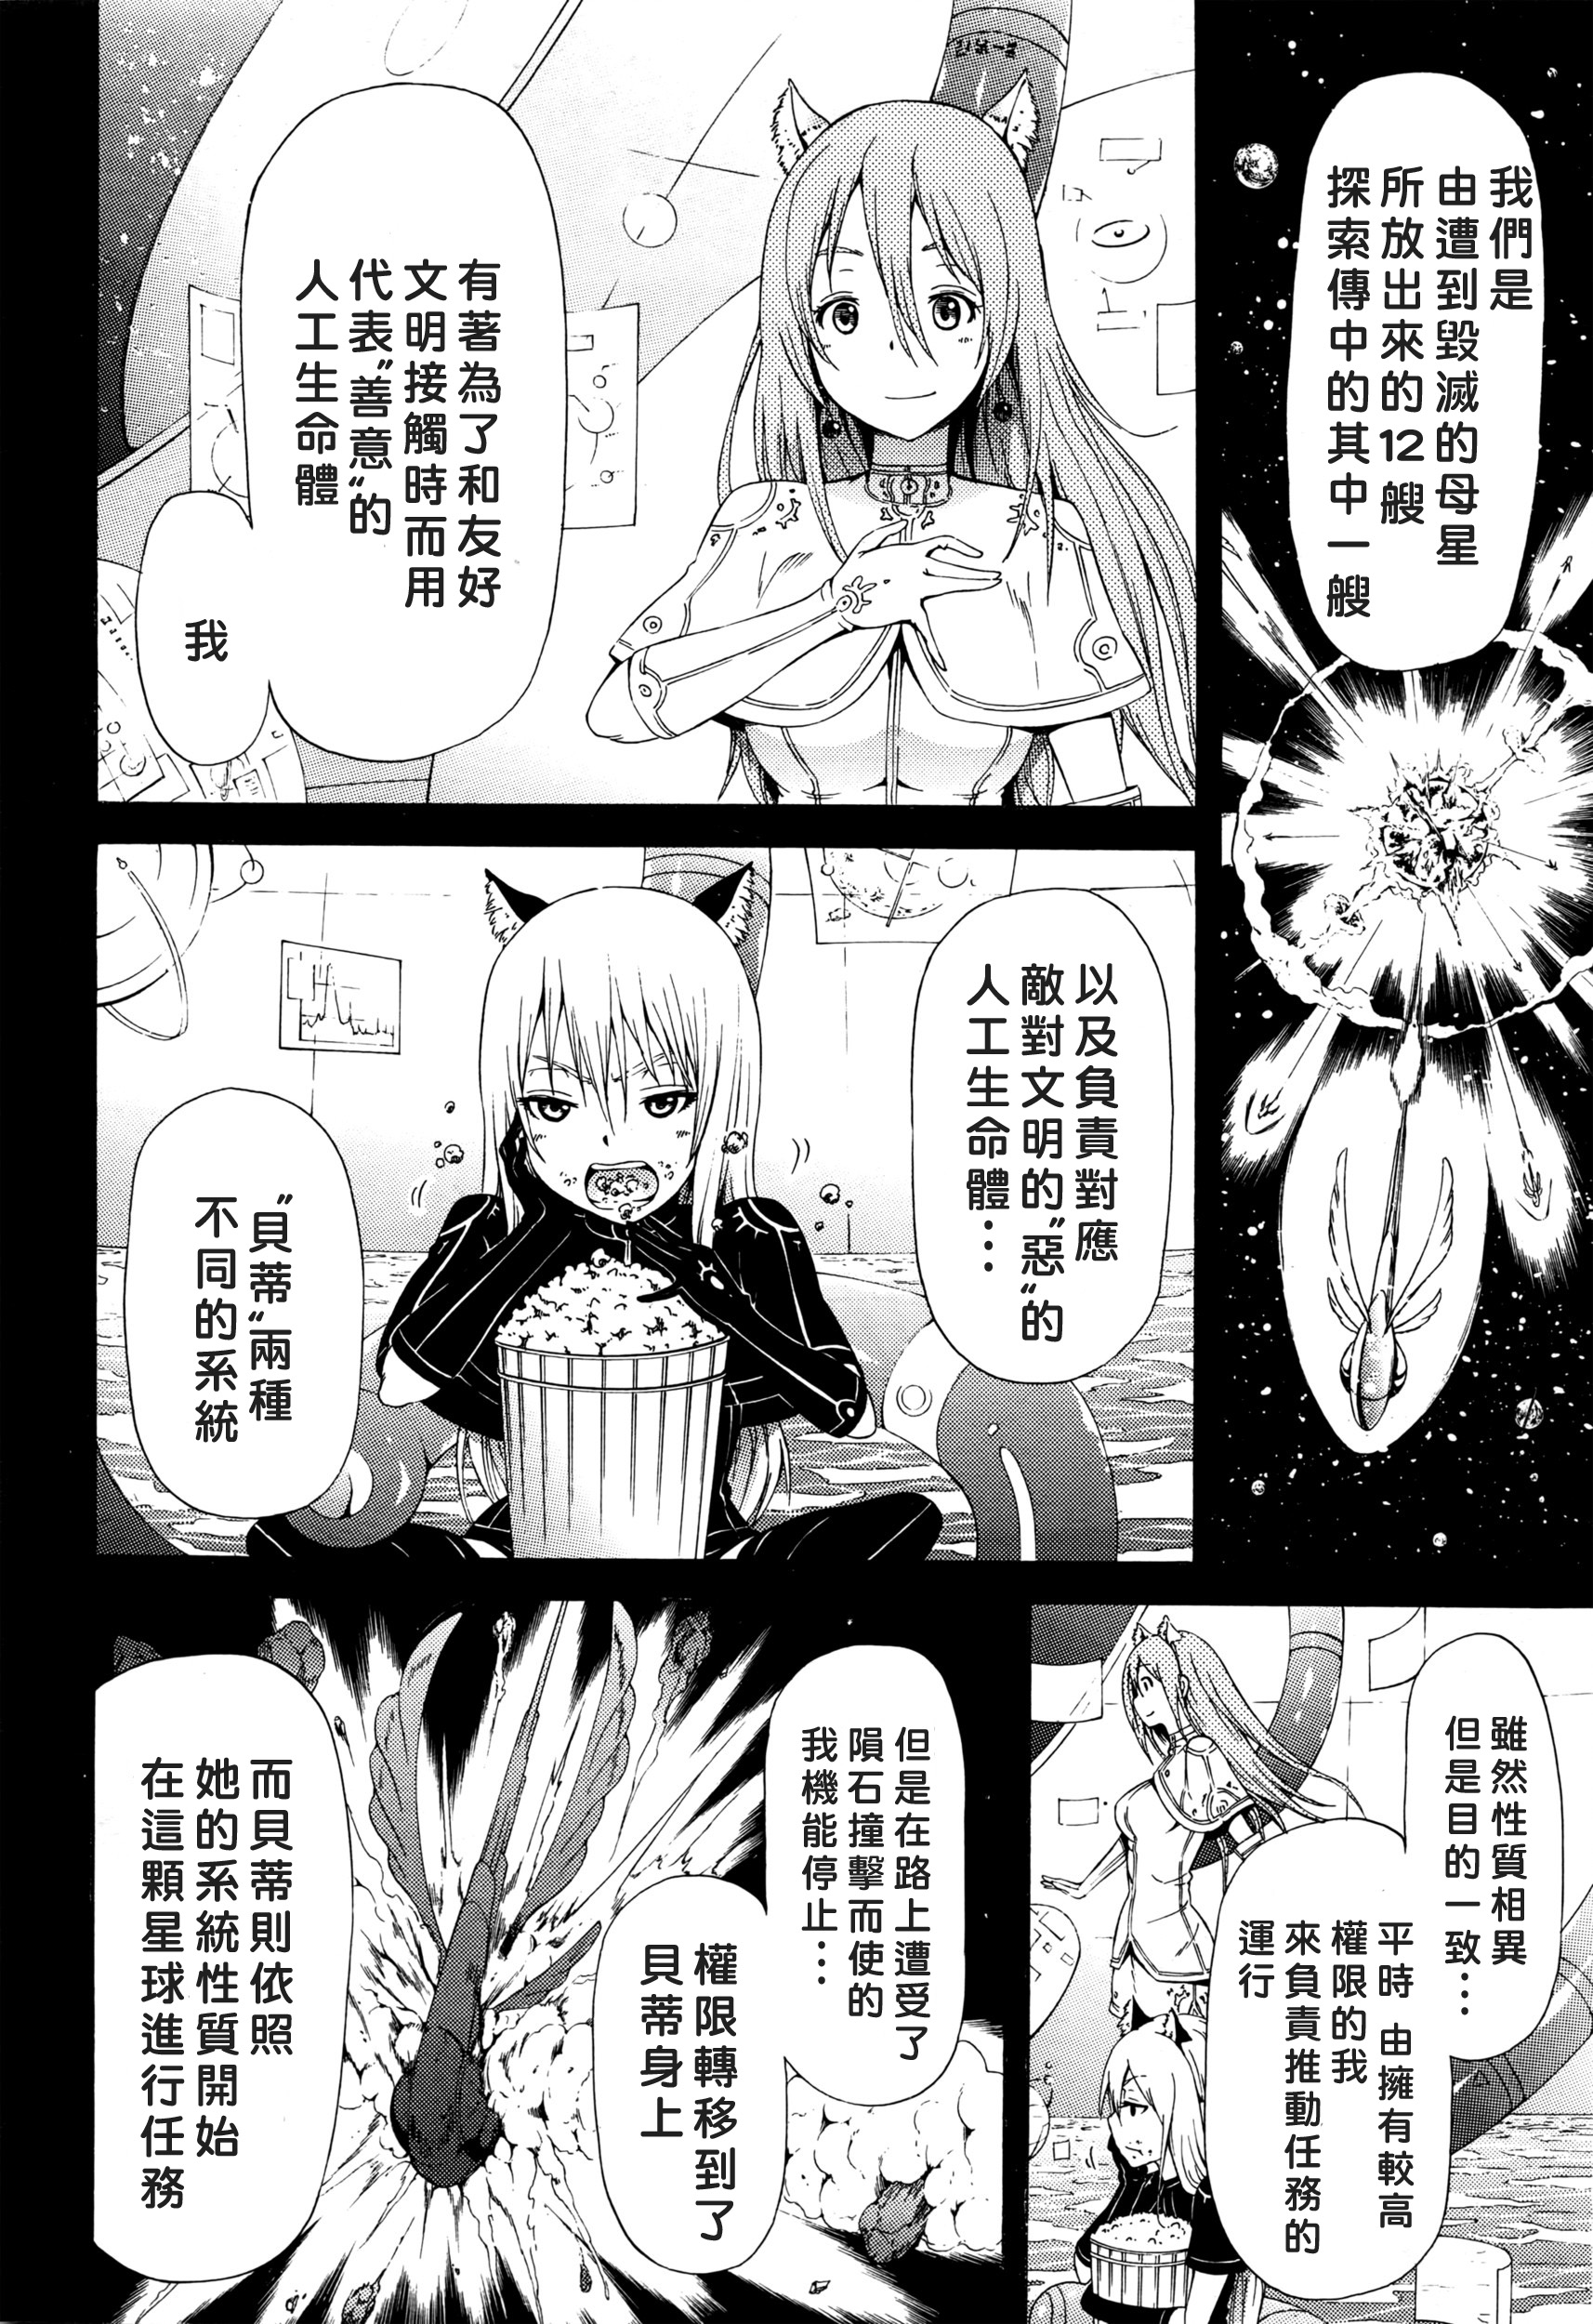 我們是
由遭到毀滅的母星
所放出來的12艘
探索傳中的其中一艘
有著為了和友好
文明接觸時而用
代表〝善意〞的
人工生命體
我
以及負責對應
敵對文明的〝惡〞的
人工生命體…
〝貝蒂〞兩種
不同的系統
雖然性質相異
但是目的一致…
平時 由擁有較高
權限的我
來負責推動任務的
運行
但是在路上遭受了
隕石撞擊而使的
我機能停止…
權限轉移到了
貝蒂身上
而貝蒂則依照
她的系統性質開始
在這顆星球進行任務